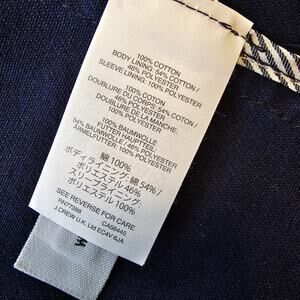 100% COTTON
BODY LINING: 54% COTTON /
46% POLYESTER
SLEEVE LINING: 100% POLYESTER
100% COTON
DOUBLURE DU CORPS: 54% COTON /
46% POLYESTER
DOUBLURE DE LA MANCHE:
100% POLYESTER
100% BAUMWOLLE
FUTTER HAUPTTEIL:
54% BAUMWOLLE / 46% POLYESTER
ÄRMELFUTTER: 100% POLYESTER
綿 100%
ボディライニング: 綿 54% /
ポリエステル 46%
スリーブライニング:
ポリエステル 100%
SEE REVERSE FOR CARE
RN77388 CA56445
J.CREW U.K. Ltd EC4V 6JA
M